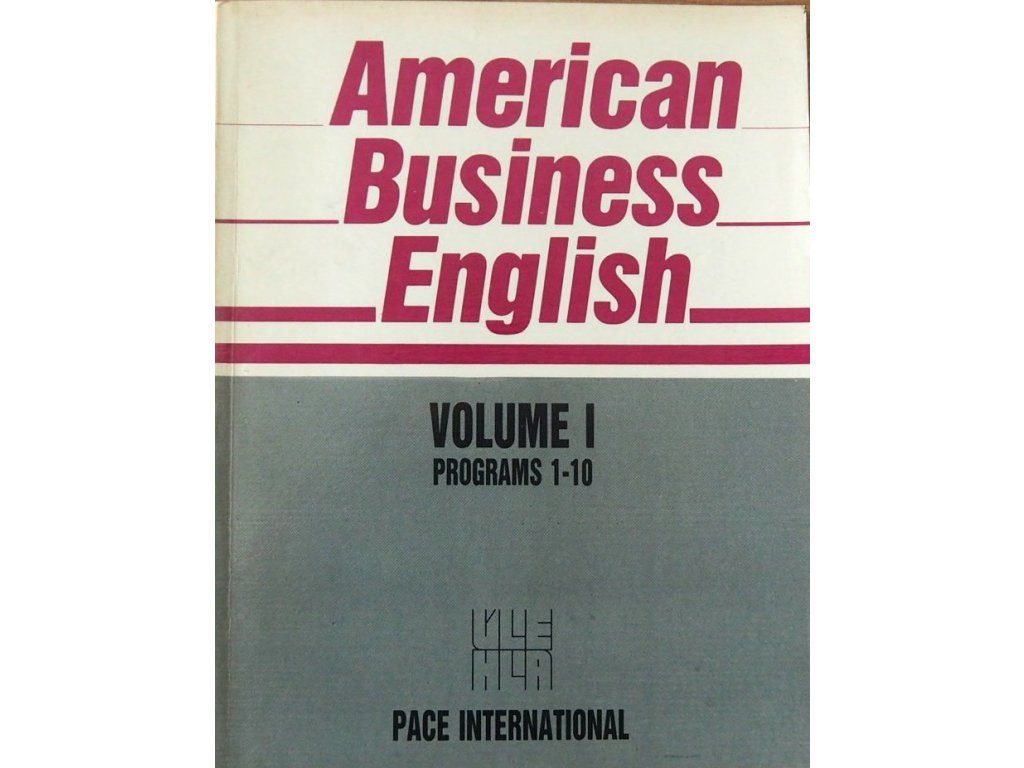 American
Business
English
VOLUME I
PROGRAMS 1-10
PACE INTERNATIONAL